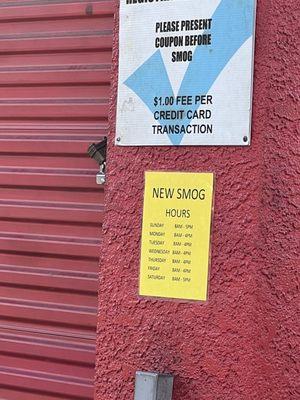 PLEASE PRESENT
COUPON BEFORE
SMOG
$1.00 FEE PER
CREDIT CARD
TRANSACTION
NEW SMOG
HOURS
SUNDAY 8AM - 5PM
MONDAY 8AM - 4PM
TUESDAY 8AM - 4PM
WEDNESDAY 8AM - 4PM
THURSDAY 8AM - 4PM
FRIDAY 8AM - 4PM
SATURDAY 8AM - 5PM